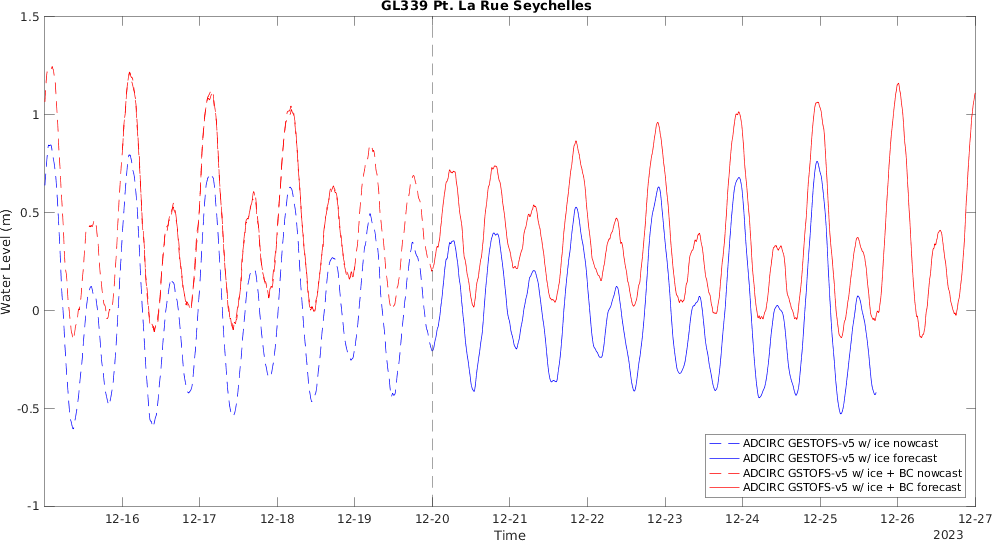 GL339 Pt. La Rue Seychelles
1.5
1
0.5
0
-0.5
-1
Water Level (m)
12-16 12-17 12-18 12-19 12-20 12-21 12-22 12-23 12-24 12-25 12-26 12-27
Time
2023
ADCIRC GESTOFS-v5 w/ ice nowcast
ADCIRC GESTOFS-v5 w/ ice forecast
ADCIRC GSTOFS-v5 w/ ice + BC nowcast
ADCIRC GSTOFS-v5 w/ ice + BC forecast